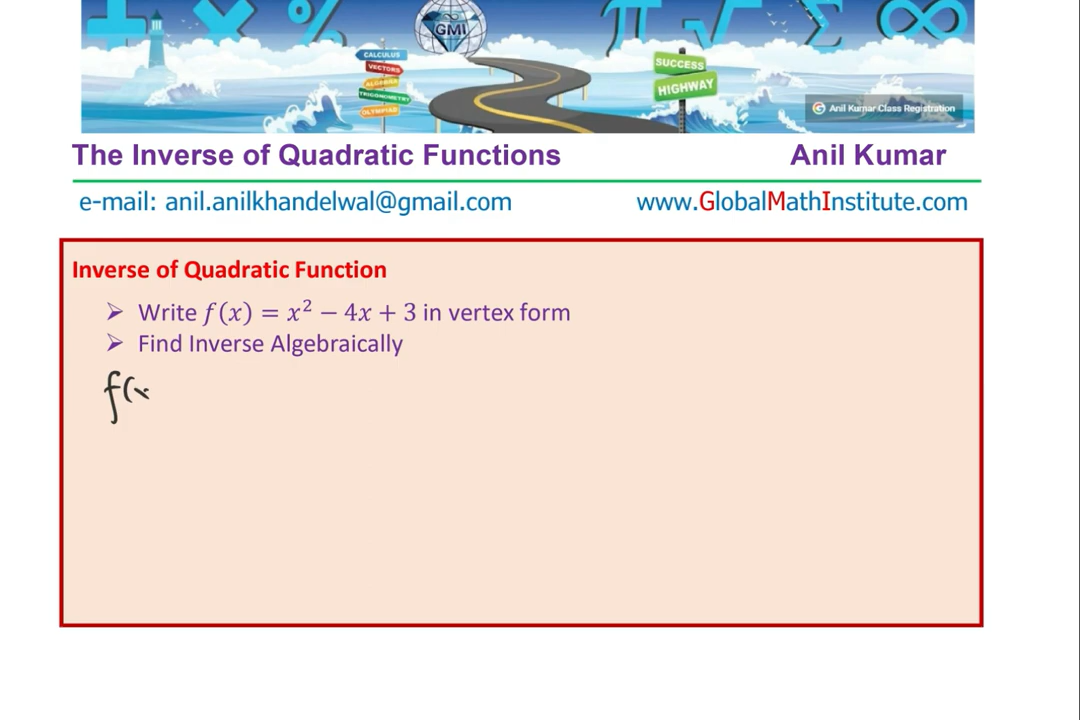 GMI
CALCULUS
VECTORS
ALGEBRA
TRIGONOMETRY
OLYMPIAD
SUCCESS
HIGHWAY
Anil Kumar Class Registration
The Inverse of Quadratic Functions Anil Kumar
e-mail: anil.anilkhandelwal@gmail.com www.GlobalMathInstitute.com
Inverse of Quadratic Function
➢ Write f(x) = x² − 4x + 3 in vertex form
➢ Find Inverse Algebraically
f(x